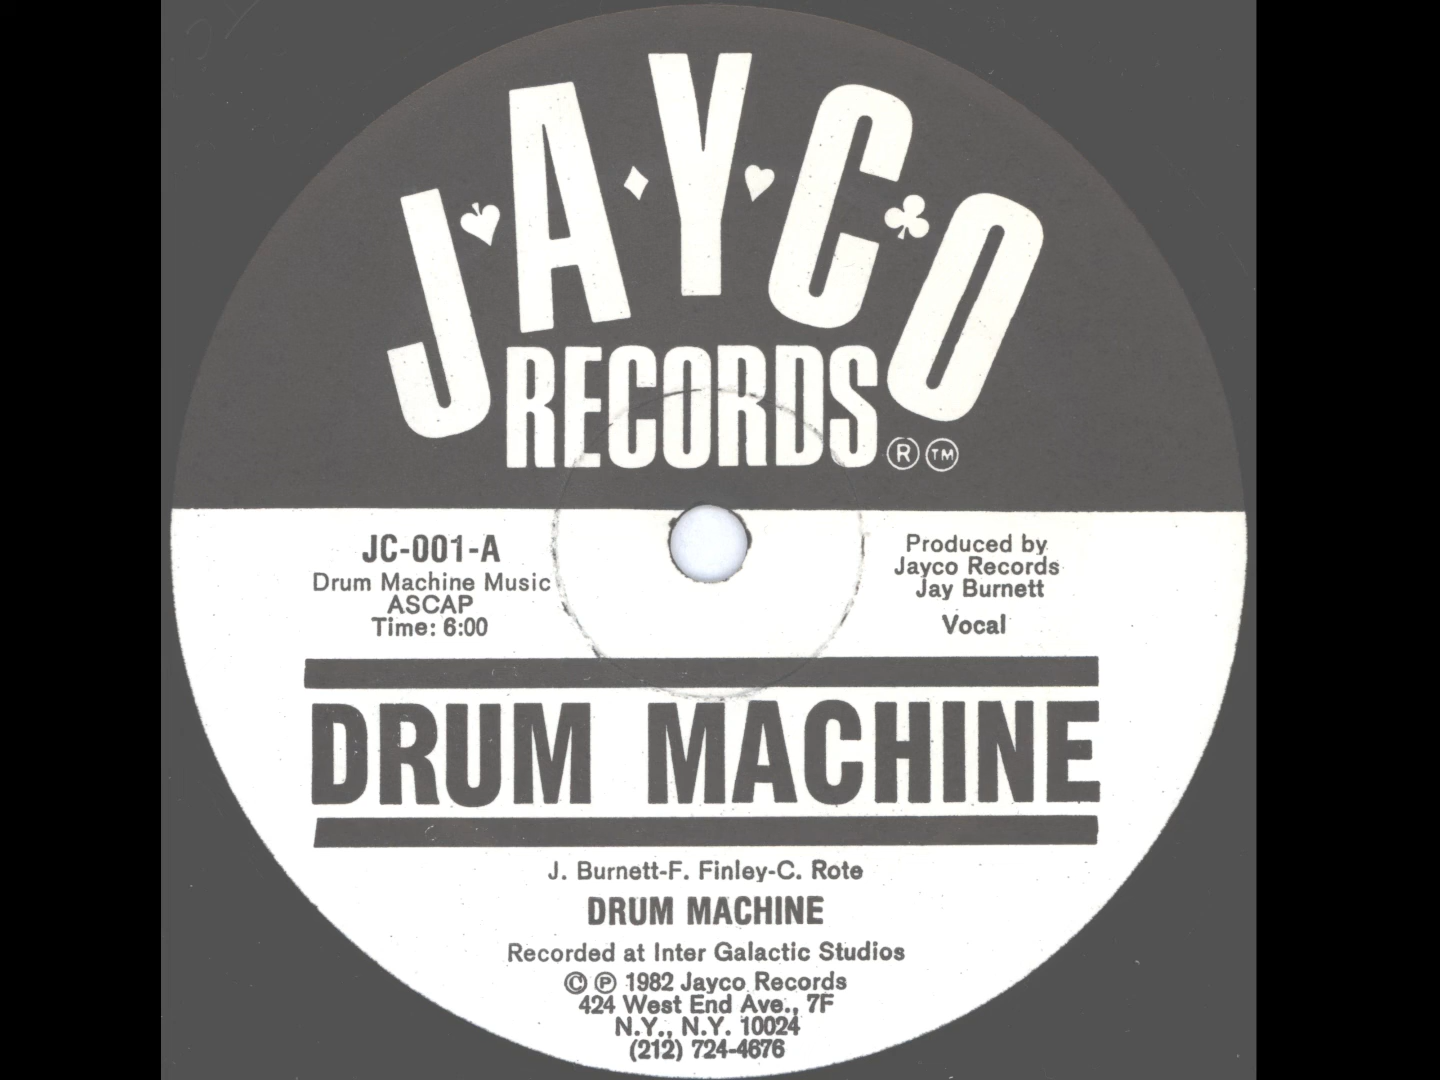 JAYCO
RECORDS
® TM
JC-001-A
Drum Machine Music
ASCAP
Time: 6:00
Produced by
Jayco Records
Jay Burnett
Vocal
DRUM MACHINE
J. Burnett-F. Finley-C. Rote
DRUM MACHINE
Recorded at Inter Galactic Studios
© ℗ 1982 Jayco Records
424 West End Ave., 7F
N.Y., N.Y. 10024
(212) 724-4676